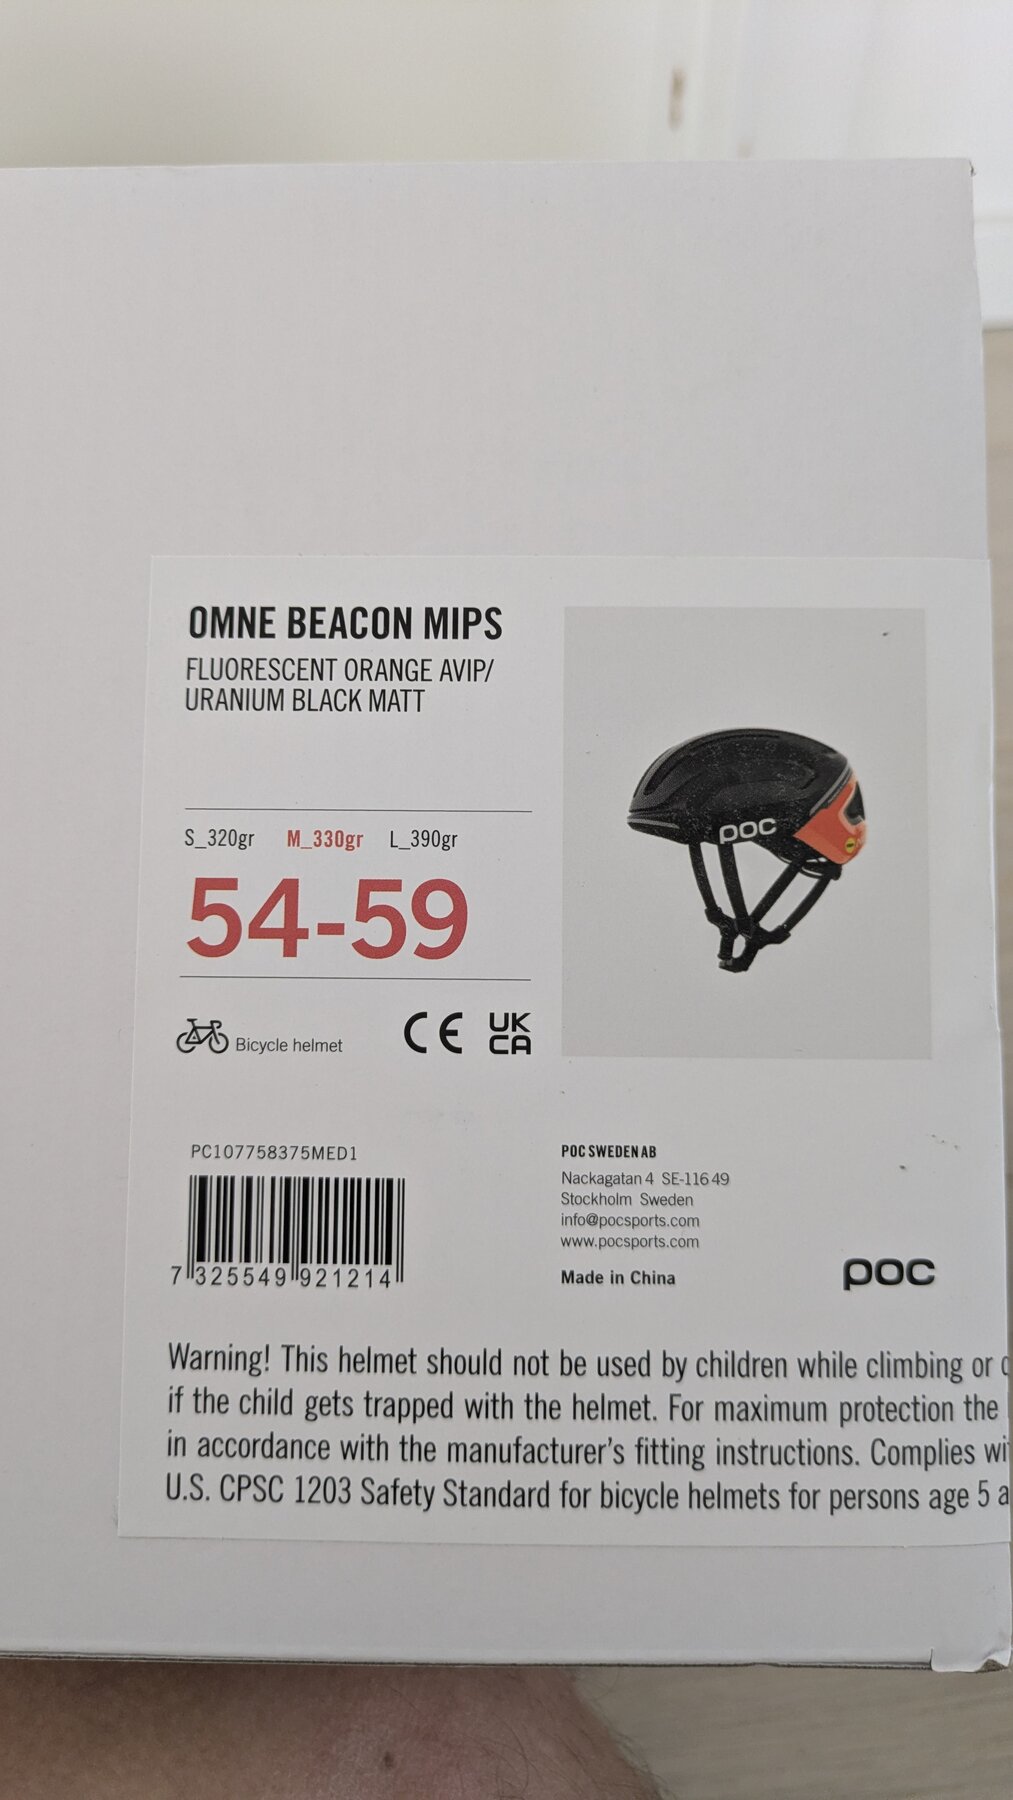 OMNE BEACON MIPS
FLUORESCENT ORANGE AVIP/
URANIUM BLACK MATT
S_320gr M_330gr L_390gr
54-59
Bicycle helmet
CE
UK
CA
poc
PC107758375MED1
7 325549 921214
POC SWEDEN AB
Nackagatan 4 SE-116 49
Stockholm Sweden
info@pocsports.com
www.pocsports.com
Made in China
poc
Warning! This helmet should not be used by children while climbing or
if the child gets trapped with the helmet. For maximum protection the
in accordance with the manufacturer's fitting instructions. Complies
U.S. CPSC 1203 Safety Standard for bicycle helmets for persons age 5